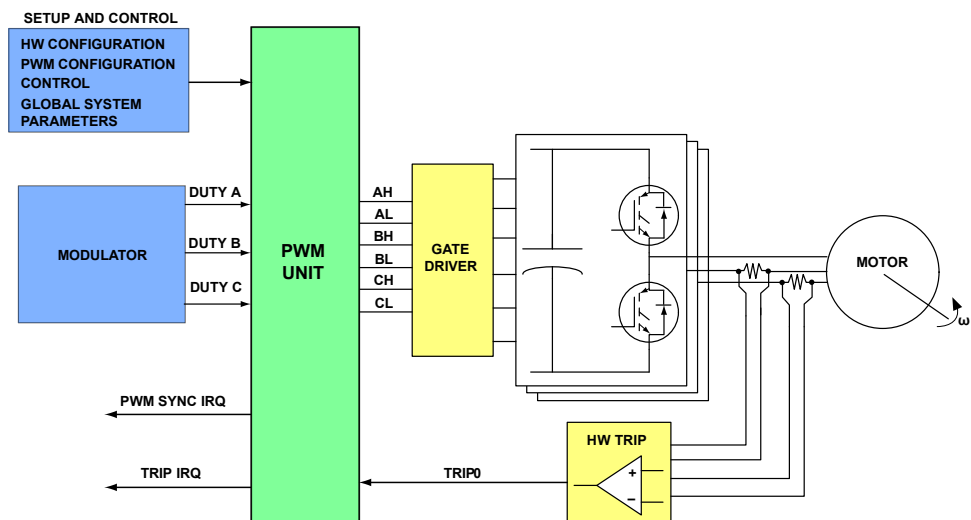 SETUP AND CONTROL
HW CONFIGURATION
PWM CONFIGURATION
CONTROL
GLOBAL SYSTEM
PARAMETERS
MODULATOR
DUTY A
DUTY B
DUTY C
PWM
UNIT
AH
AL
BH
BL
CH
CL
GATE
DRIVER
MOTOR
ω
PWM SYNC IRQ
TRIP IRQ
TRIP0
HW TRIP
+
−